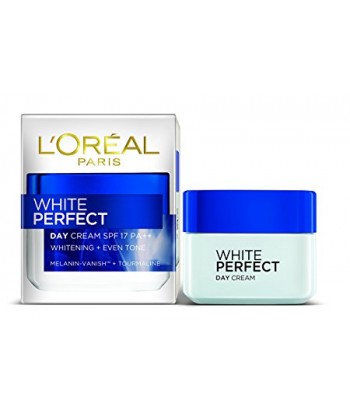 L'ORÉAL
PARIS
WHITE
PERFECT
DAY CREAM SPF 17 PA++
WHITENING + EVEN TONE
MELANIN-VANISH™ + TOURMALINE
WHITE
PERFECT
DAY CREAM